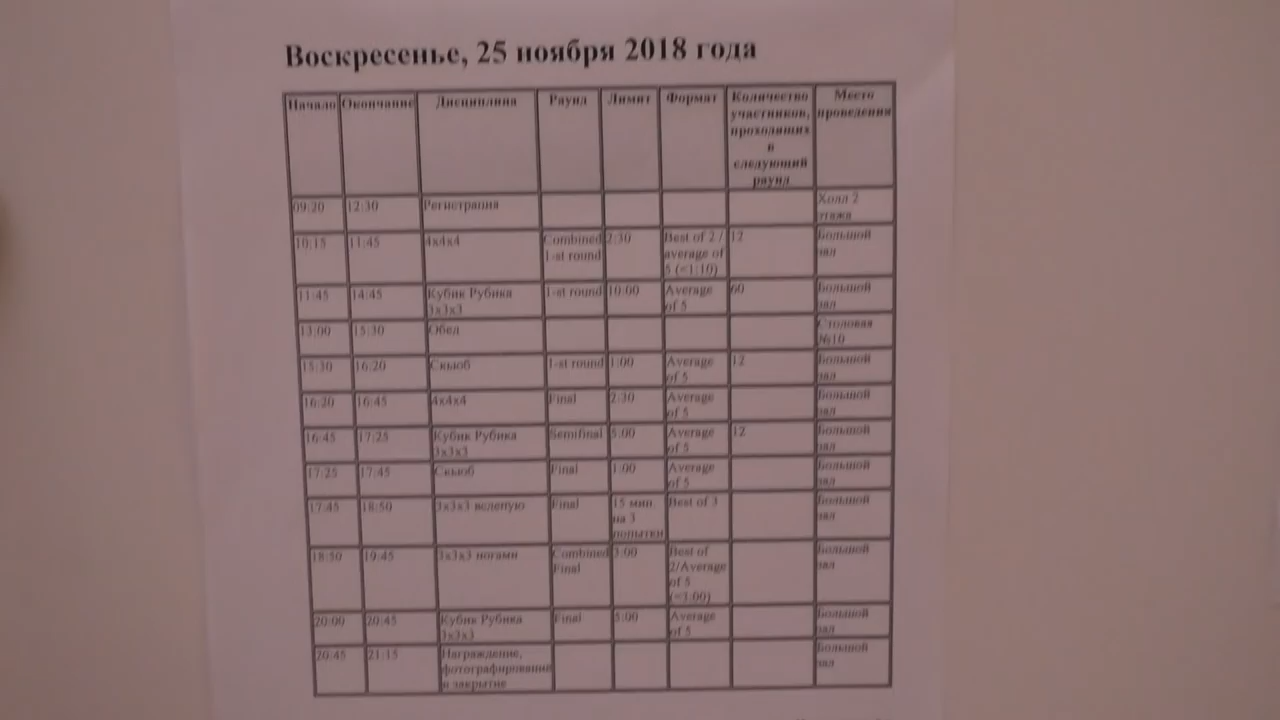 Воскресенье, 25 ноября 2018 года
Начало Окончание Дисциплина Раунд Лимит Формат Количество участников, проходящих в следующий раунд Место проведения
09:20 12:30 Регистрация Холл 2 этажа
10:15 11:45 4x4x4 Combined 1-st round 2:30 Best of 2 / average of 5 (<1:10) 12 Большой зал
11:45 14:45 Кубик Рубика 3x3x3 1-st round 10:00 Average of 5 60 Большой зал
13:00 15:30 Обед Столовая №10
15:30 16:20 Скьюб 1-st round 1:00 Average of 5 12 Большой зал
16:20 16:45 4x4x4 Final 2:30 Average of 5 Большой зал
16:45 17:25 Кубик Рубика 3x3x3 Semifinal 5:00 Average of 5 12 Большой зал
17:25 17:45 Скьюб Final 1:00 Average of 5 Большой зал
17:45 18:50 3x3x3 вслепую Final 15 мин на 3 попытки Best of 3 Большой зал
18:50 19:45 3x3x3 ногами Combined Final 3:00 Best of 2/Average of 5 (<1:00) Большой зал
20:00 20:45 Кубик Рубика 3x3x3 Final 5:00 Average of 5 Большой зал
20:45 21:15 Награждение, фотографирование и закрытие Большой зал